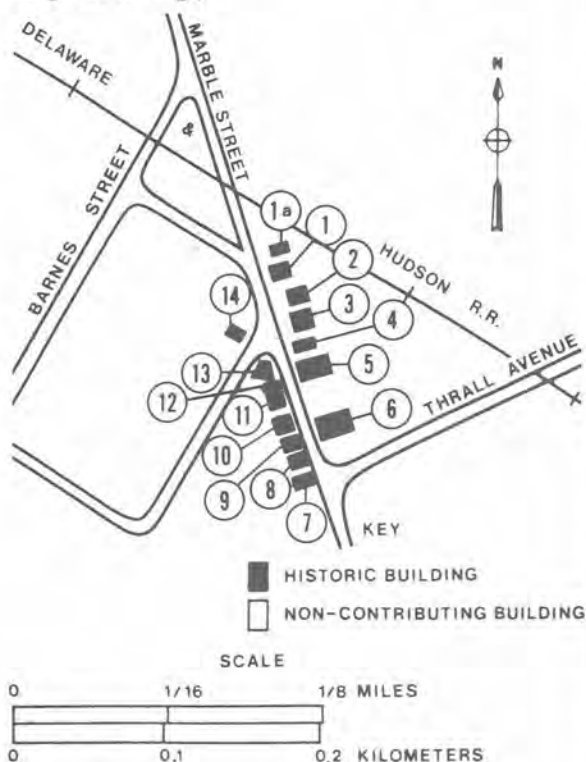 DELAWARE
MARBLE STREET
&
BARNES STREET
N
1a
1
2
HUDSON R.R.
3
14
4
5
THRALL AVENUE
13
6
12
11
10
9
8
7
KEY
HISTORIC BUILDING
NON-CONTRIBUTING BUILDING
SCALE
0. 1/16 1/8 MILES
0. 0.1 0.2 KILOMETERS